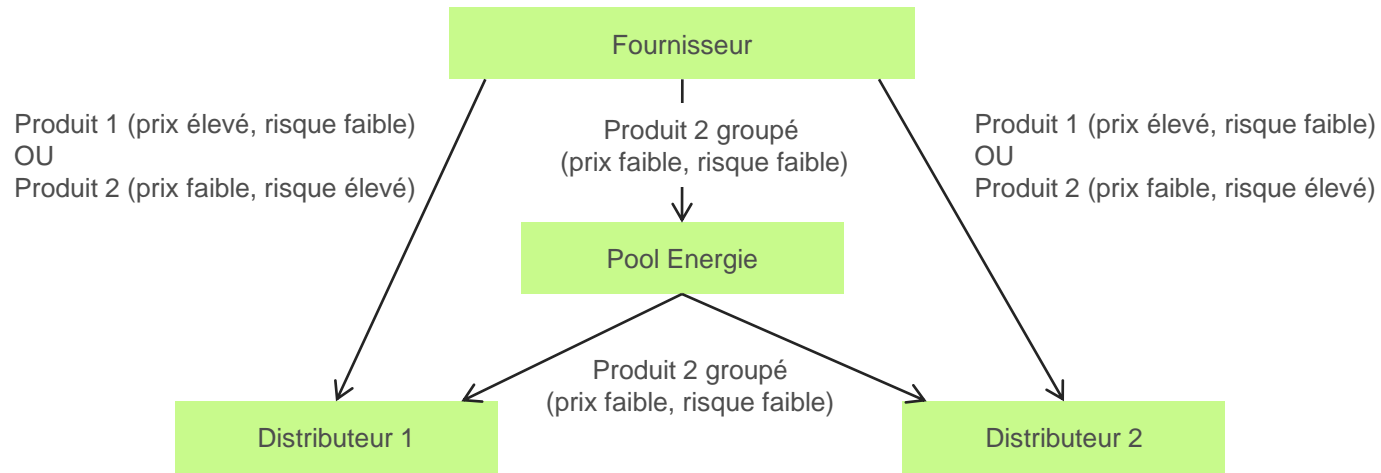 Fournisseur
Produit 1 (prix élevé, risque faible)
OU
Produit 2 (prix faible, risque élevé)
Produit 2 groupé
(prix faible, risque faible)
Produit 1 (prix élevé, risque faible)
OU
Produit 2 (prix faible, risque élevé)
Pool Energie
Produit 2 groupé
(prix faible, risque faible)
Distributeur 1
Distributeur 2